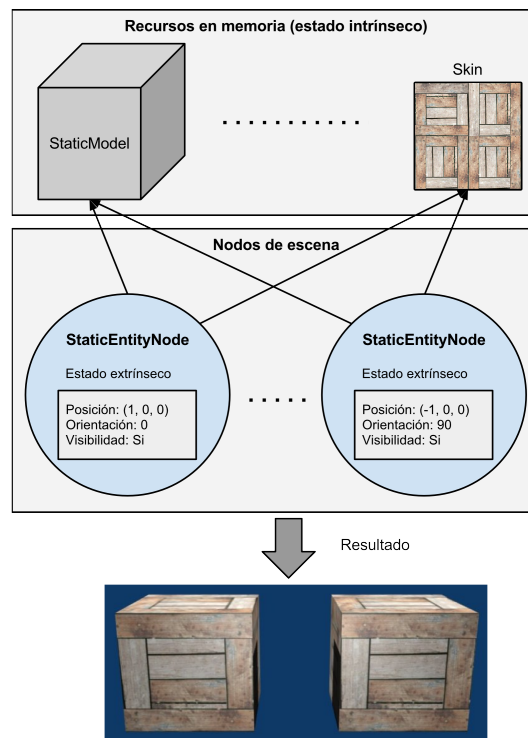 Recursos en memoria (estado intrínseco)
Skin
StaticModel
Nodos de escena
StaticEntityNode
Estado extrínseco
Posición: (1, 0, 0)
Orientación: 0
Visibilidad: Si
StaticEntityNode
Estado extrínseco
Posición: (-1, 0, 0)
Orientación: 90
Visibilidad: Si
Resultado